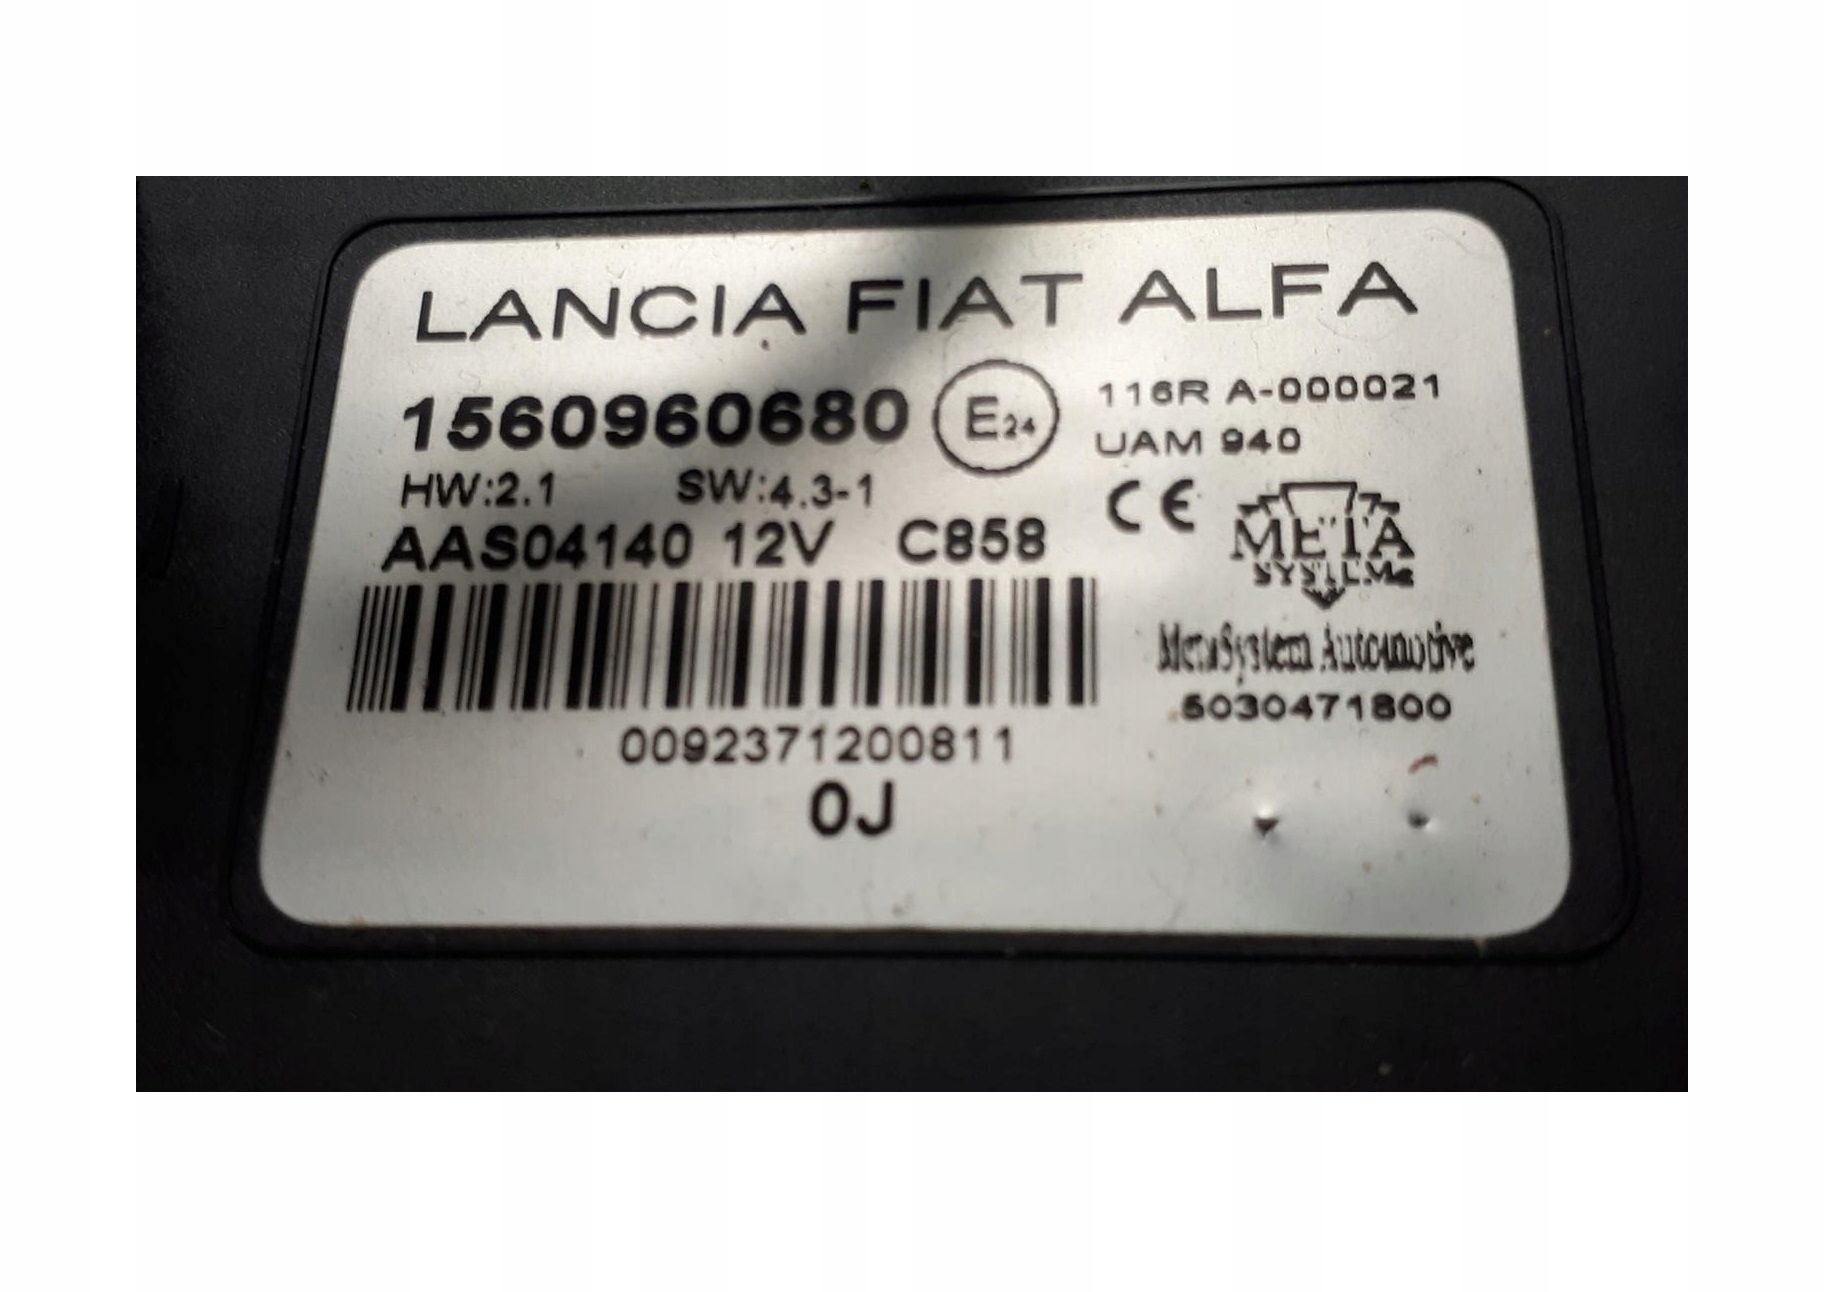 LANCIA FIAT ALFA
1560960680 E24 116R A-000021
UAM 940
HW:2.1 SW:4.3-1
AAS04140 12V C858
CE META
SYSTEM
MetaSystem Automotive
5030471800
0092371200811
0J